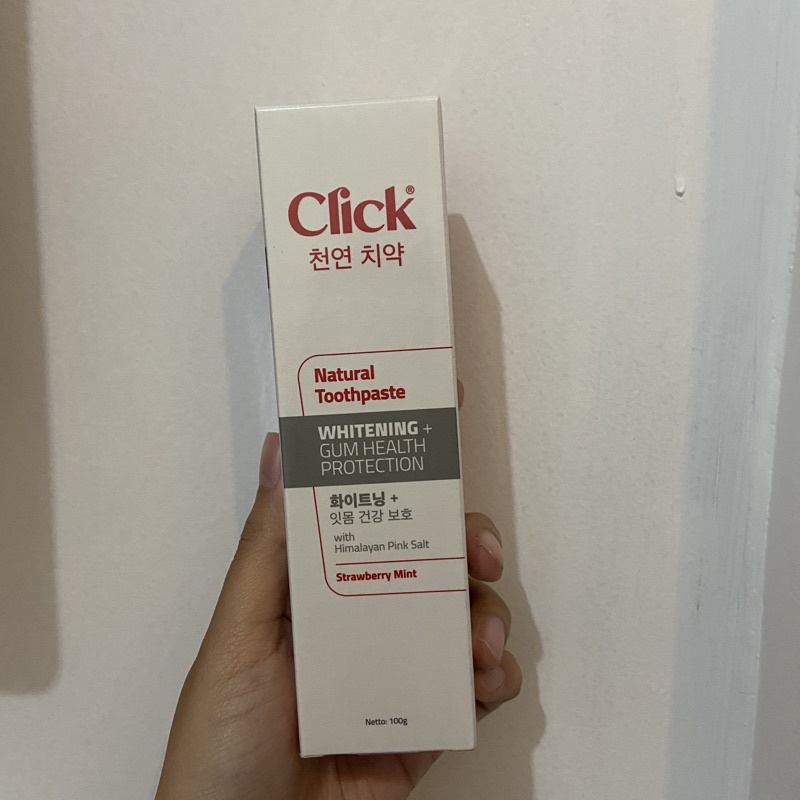 Click®
천연 치약
Natural
Toothpaste
WHITENING +
GUM HEALTH
PROTECTION
화이트닝 +
잇몸 건강 보호
with
Himalayan Pink Salt
Strawberry Mint
Netto: 100g